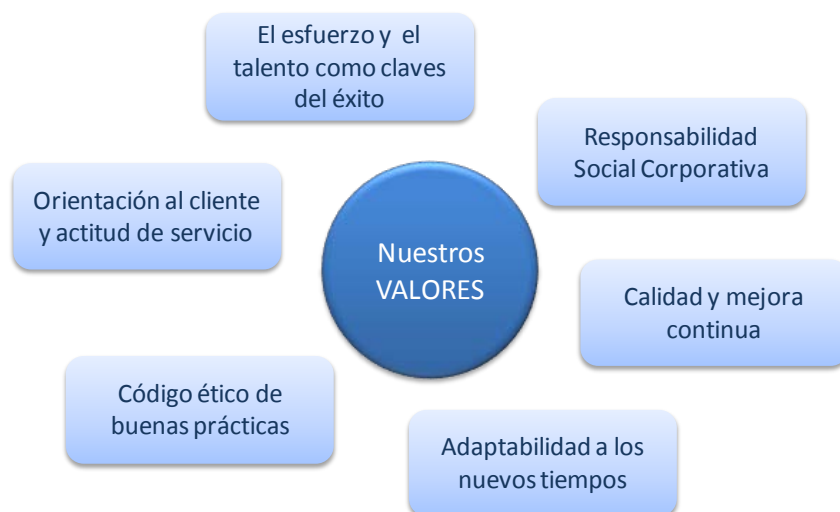 El esfuerzo y el
talento como claves
del éxito
Responsabilidad
Social Corporativa
Orientación al cliente
y actitud de servicio
Nuestros
VALORES
Calidad y mejora
continua
Código ético de
buenas prácticas
Adaptabilidad a los
nuevos tiempos